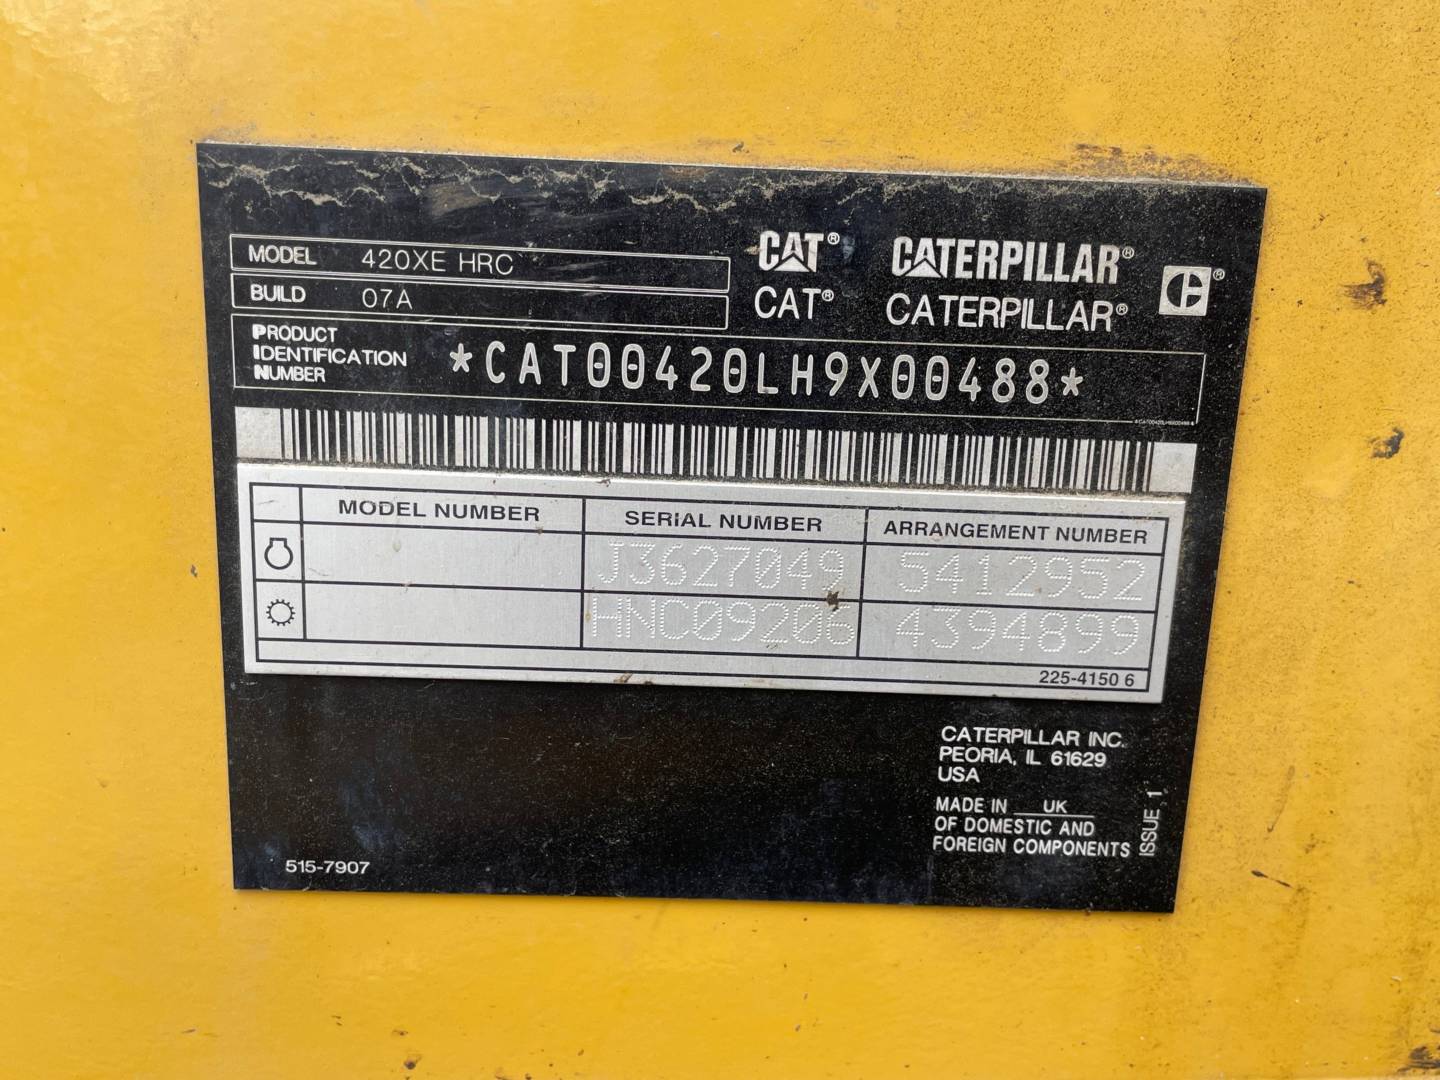 MODEL 420XE HRC
BUILD 07A
CAT® CATERPILLAR® ®
CAT® CATERPILLAR®
PRODUCT
IDENTIFICATION
NUMBER
*CAT00420LH9X00488*
MODEL NUMBER SERIAL NUMBER ARRANGEMENT NUMBER
J3627049 5412952
HNC09206 4394899
225-4150 6
CATERPILLAR INC.
PEORIA, IL 61629
USA
MADE IN UK
OF DOMESTIC AND
FOREIGN COMPONENTS
ISSUE 1
515-7907